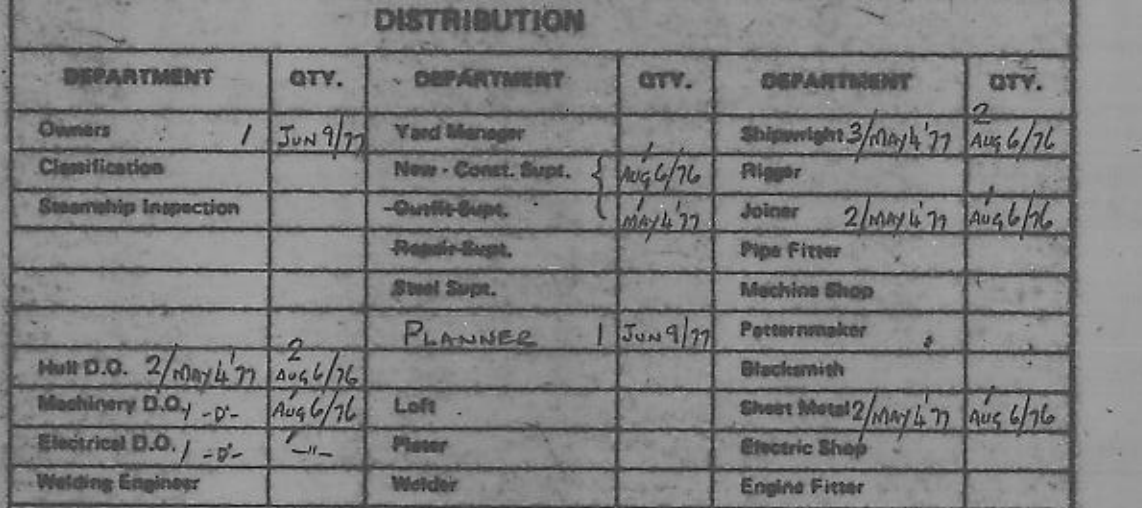 DISTRIBUTION
DEPARTMENT QTY. DEPARTMENT QTY. DEPARTMENT QTY.
Owners 1 JUN 9/77 Yard Manager Shipwright 3/MAY 4 '77 2 AUG 6/76
Classification New - Const. Supt. { 1 AUG 6/76 Rigger
Steamship Inspection Outfit Supt. MAY 4 '77 Joiner 2/MAY 4 '77 1 AUG 6/76
Repair Supt. Pipe Fitter
Steel Supt. Machine Shop
PLANNER 1 JUN 9/77 Patternmaker
Hull D.O. 2/MAY 4 '77 2 AUG 6/76 Blacksmith
Machinery D.O. 1 -D°- 1 AUG 6/76 Loft Sheet Metal 2/MAY 4 '77 1 AUG 6/76
Electrical D.O. 1 -D°- 1 -"- Plater Electric Shop
Welding Engineer Welder Engine Fitter